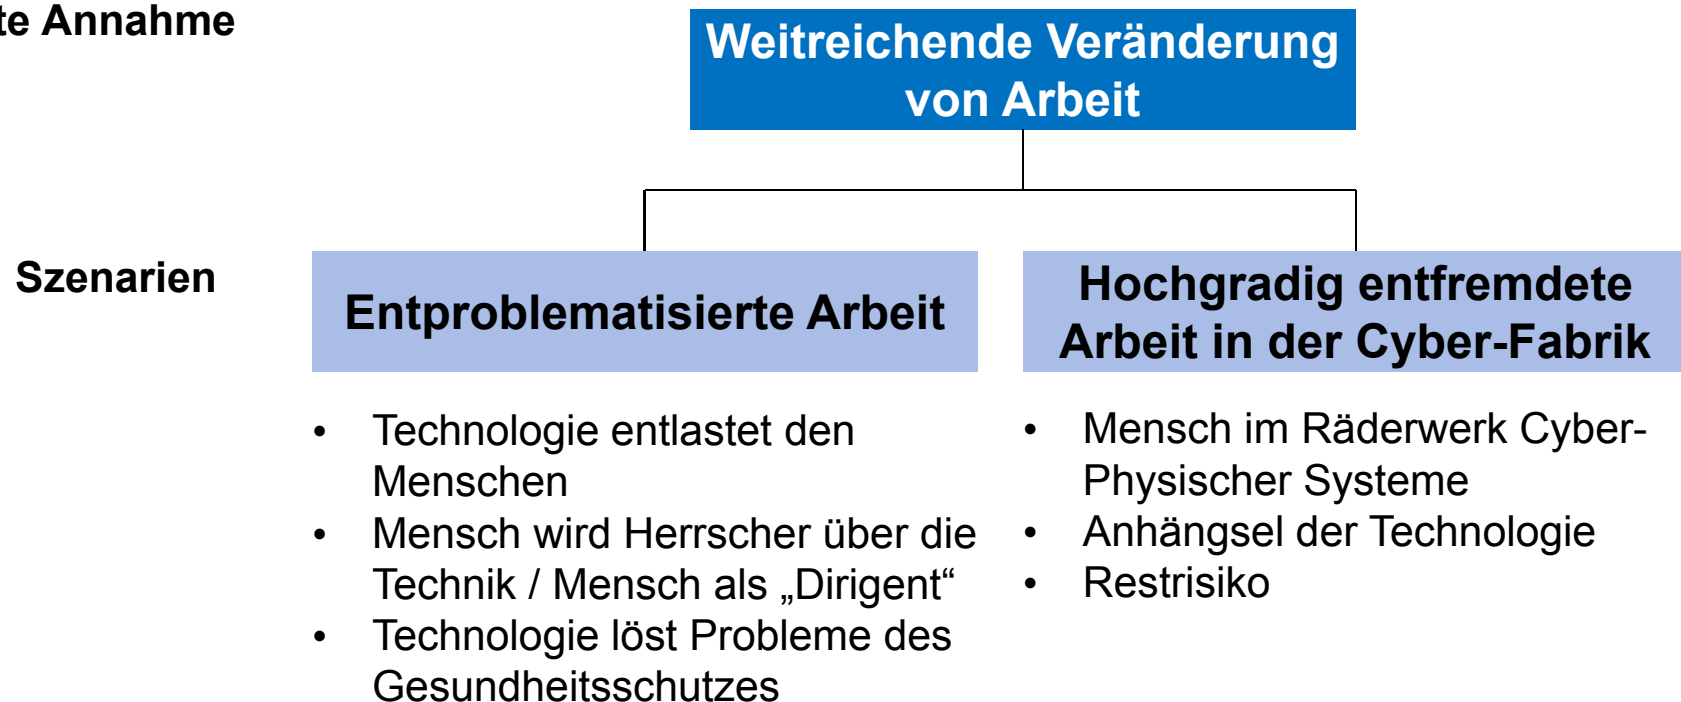 Annahme
Weitreichende Veränderung
von Arbeit
Szenarien
Entproblematisierte Arbeit
Hochgradig entfremdete
Arbeit in der Cyber-Fabrik
• Technologie entlastet den
Menschen
• Mensch wird Herrscher über die
Technik / Mensch als „Dirigent“
• Technologie löst Probleme des
Gesundheitsschutzes
• Mensch im Räderwerk Cyber-
Physischer Systeme
• Anhängsel der Technologie
• Restrisiko